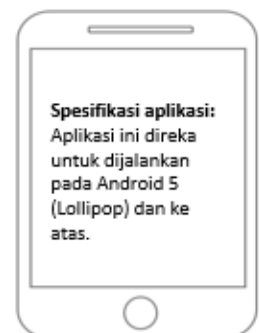 Spesifikasi aplikasi:
Aplikasi ini direka
untuk dijalankan
pada Android 5
(Lollipop) dan ke
atas.